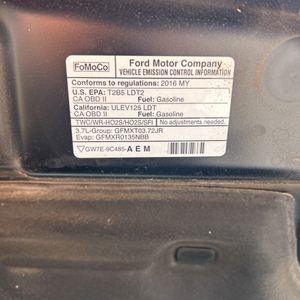 FoMoCo
Ford Motor Company
VEHICLE EMISSION CONTROL INFORMATION
Conforms to regulations: 2016 MY
U.S. EPA: T2B5 LDT2
CA OBD II Fuel: Gasoline
California: ULEV125 LDT
CA OBD II Fuel: Gasoline
TWC/WR-HO2S/HO2S/SFI No adjustments needed.
3.7L-Group: GFMXT03.72JR
Evap: GFMXR0135NBB
GW7E-9C485-AEM